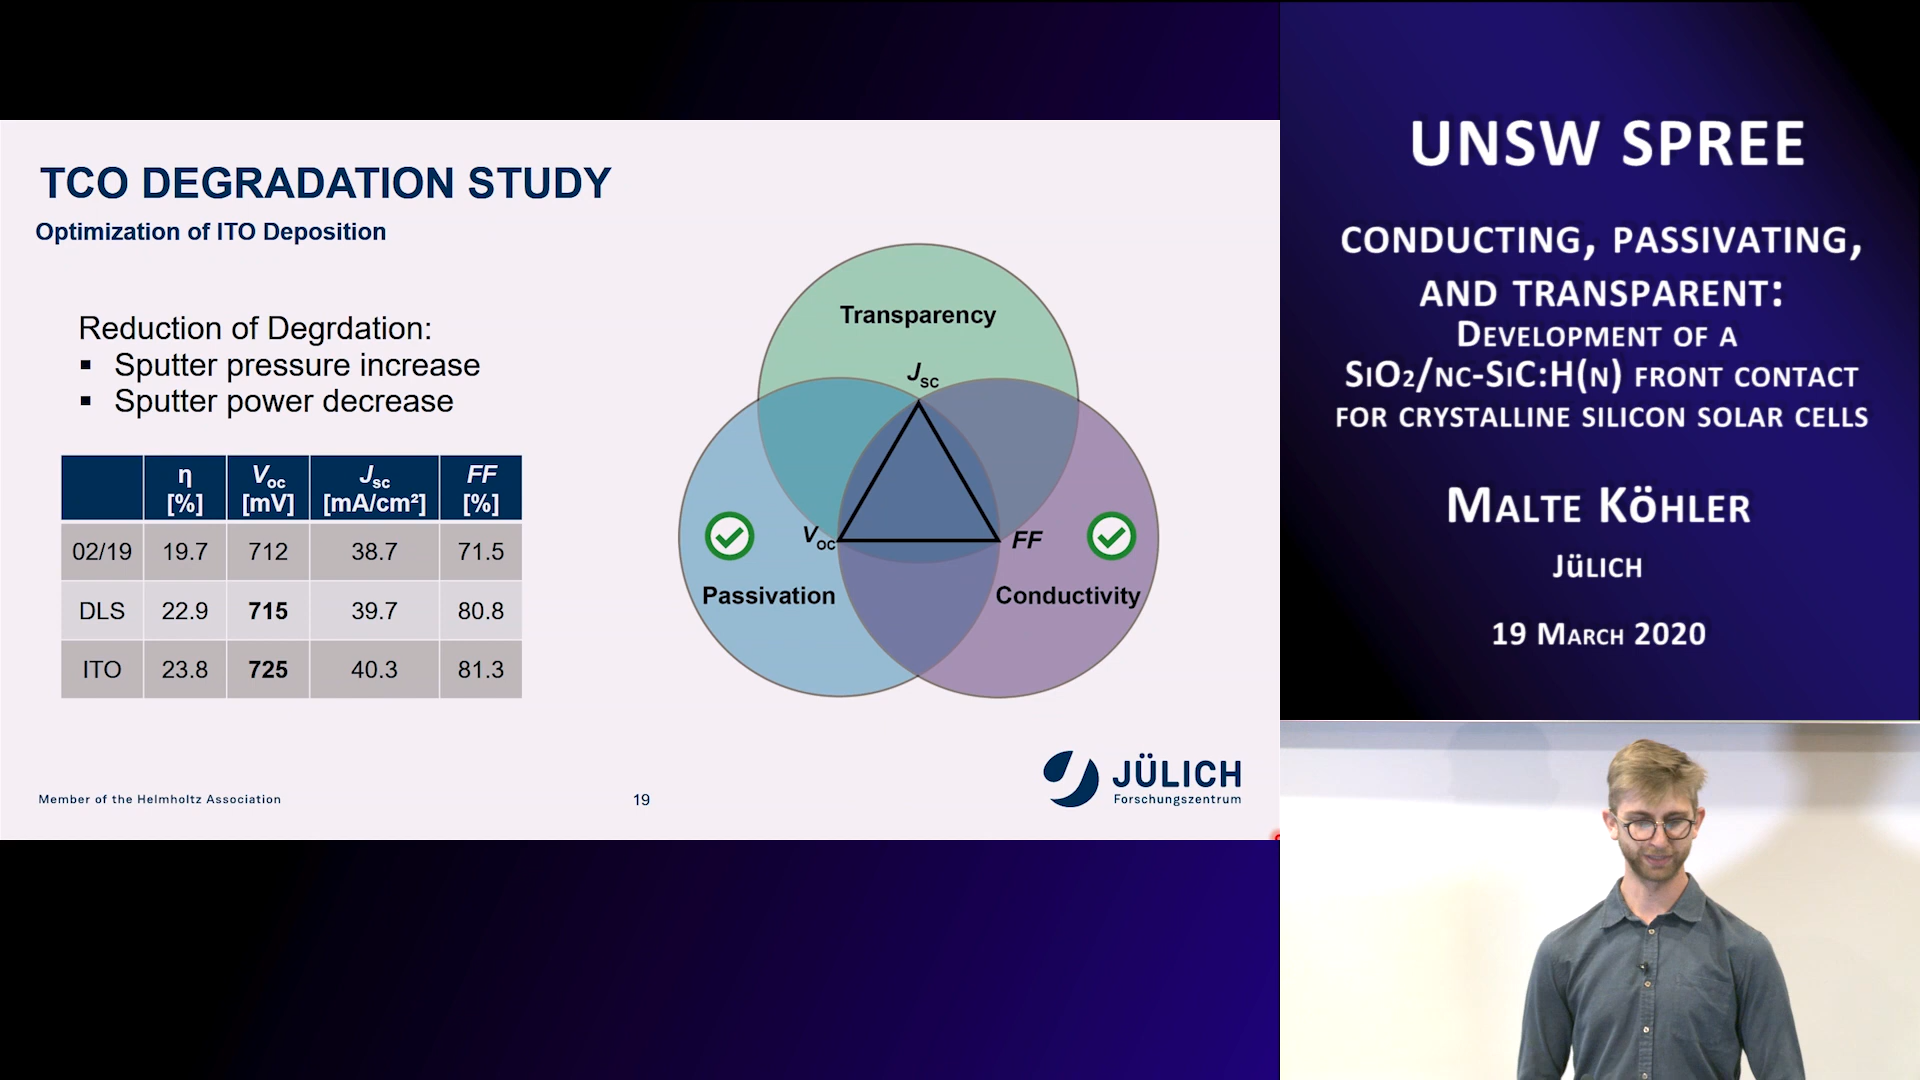 TCO DEGRADATION STUDY
Optimization of ITO Deposition
Reduction of Degrdation:
▪ Sputter pressure increase
▪ Sputter power decrease
η [%] Voc [mV] Jsc [mA/cm²] FF [%]
02/19 19.7 712 38.7 71.5
DLS 22.9 715 39.7 80.8
ITO 23.8 725 40.3 81.3
Transparency
Jsc
Voc
FF
Passivation
Conductivity
Member of the Helmholtz Association
19
JÜLICH
Forschungszentrum
UNSW SPREE
CONDUCTING, PASSIVATING,
AND TRANSPARENT:
DEVELOPMENT OF A
SiO2/NC-SiC:H(N) FRONT CONTACT
FOR CRYSTALLINE SILICON SOLAR CELLS
MALTE KÖHLER
JÜLICH
19 MARCH 2020